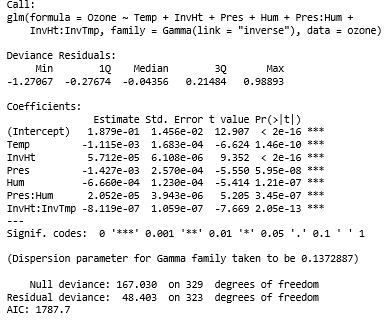 Call:
glm(formula = Ozone ~ Temp + InvHt + Pres + Hum + Pres:Hum +
InvHt:InvTmp, family = Gamma(link = "inverse"), data = ozone)
Deviance Residuals:
Min 1Q Median 3Q Max
-1.27067 -0.27674 -0.04356 0.21484 0.98893
Coefficients:
Estimate Std. Error t value Pr(>|t|)
(Intercept) 1.879e-01 1.456e-02 12.907 < 2e-16 ***
Temp -1.115e-03 1.683e-04 -6.624 1.46e-10 ***
InvHt 5.712e-05 6.108e-06 9.352 < 2e-16 ***
Pres -1.427e-03 2.570e-04 -5.550 5.95e-08 ***
Hum -6.660e-04 1.230e-04 -5.414 1.21e-07 ***
Pres:Hum 2.052e-05 3.943e-06 5.205 3.45e-07 ***
InvHt:InvTmp -8.119e-07 1.059e-07 -7.669 2.05e-13 ***
---
Signif. codes: 0 '***' 0.001 '**' 0.01 '*' 0.05 '.' 0.1 ' ' 1
(Dispersion parameter for Gamma family taken to be 0.1372887)
Null deviance: 167.030 on 329 degrees of freedom
Residual deviance: 48.403 on 323 degrees of freedom
AIC: 1787.7